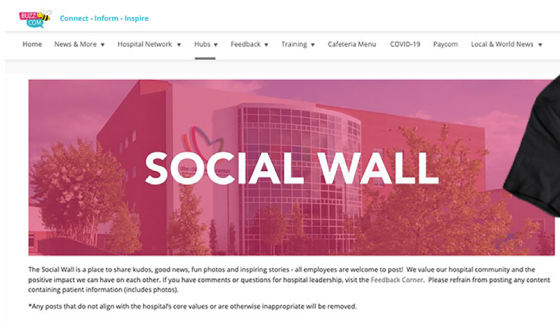 BUZZ
COM
Connect - Inform - Inspire
Home News & More Hospital Network Hubs Feedback Training Cafeteria Menu COVID-19 Paycom Local & World News
SOCIAL WALL
The Social Wall is a place to share kudos, good news, fun photos and inspiring stories - all employees are welcome to post! We value our hospital community and the
positive impact we can have on each other. If you have comments or questions for hospital leadership, visit the Feedback Corner. Please refrain from posting any content
containing patient information (includes photos).
*Any posts that do not align with the hospital's core values or are otherwise inappropriate will be removed.